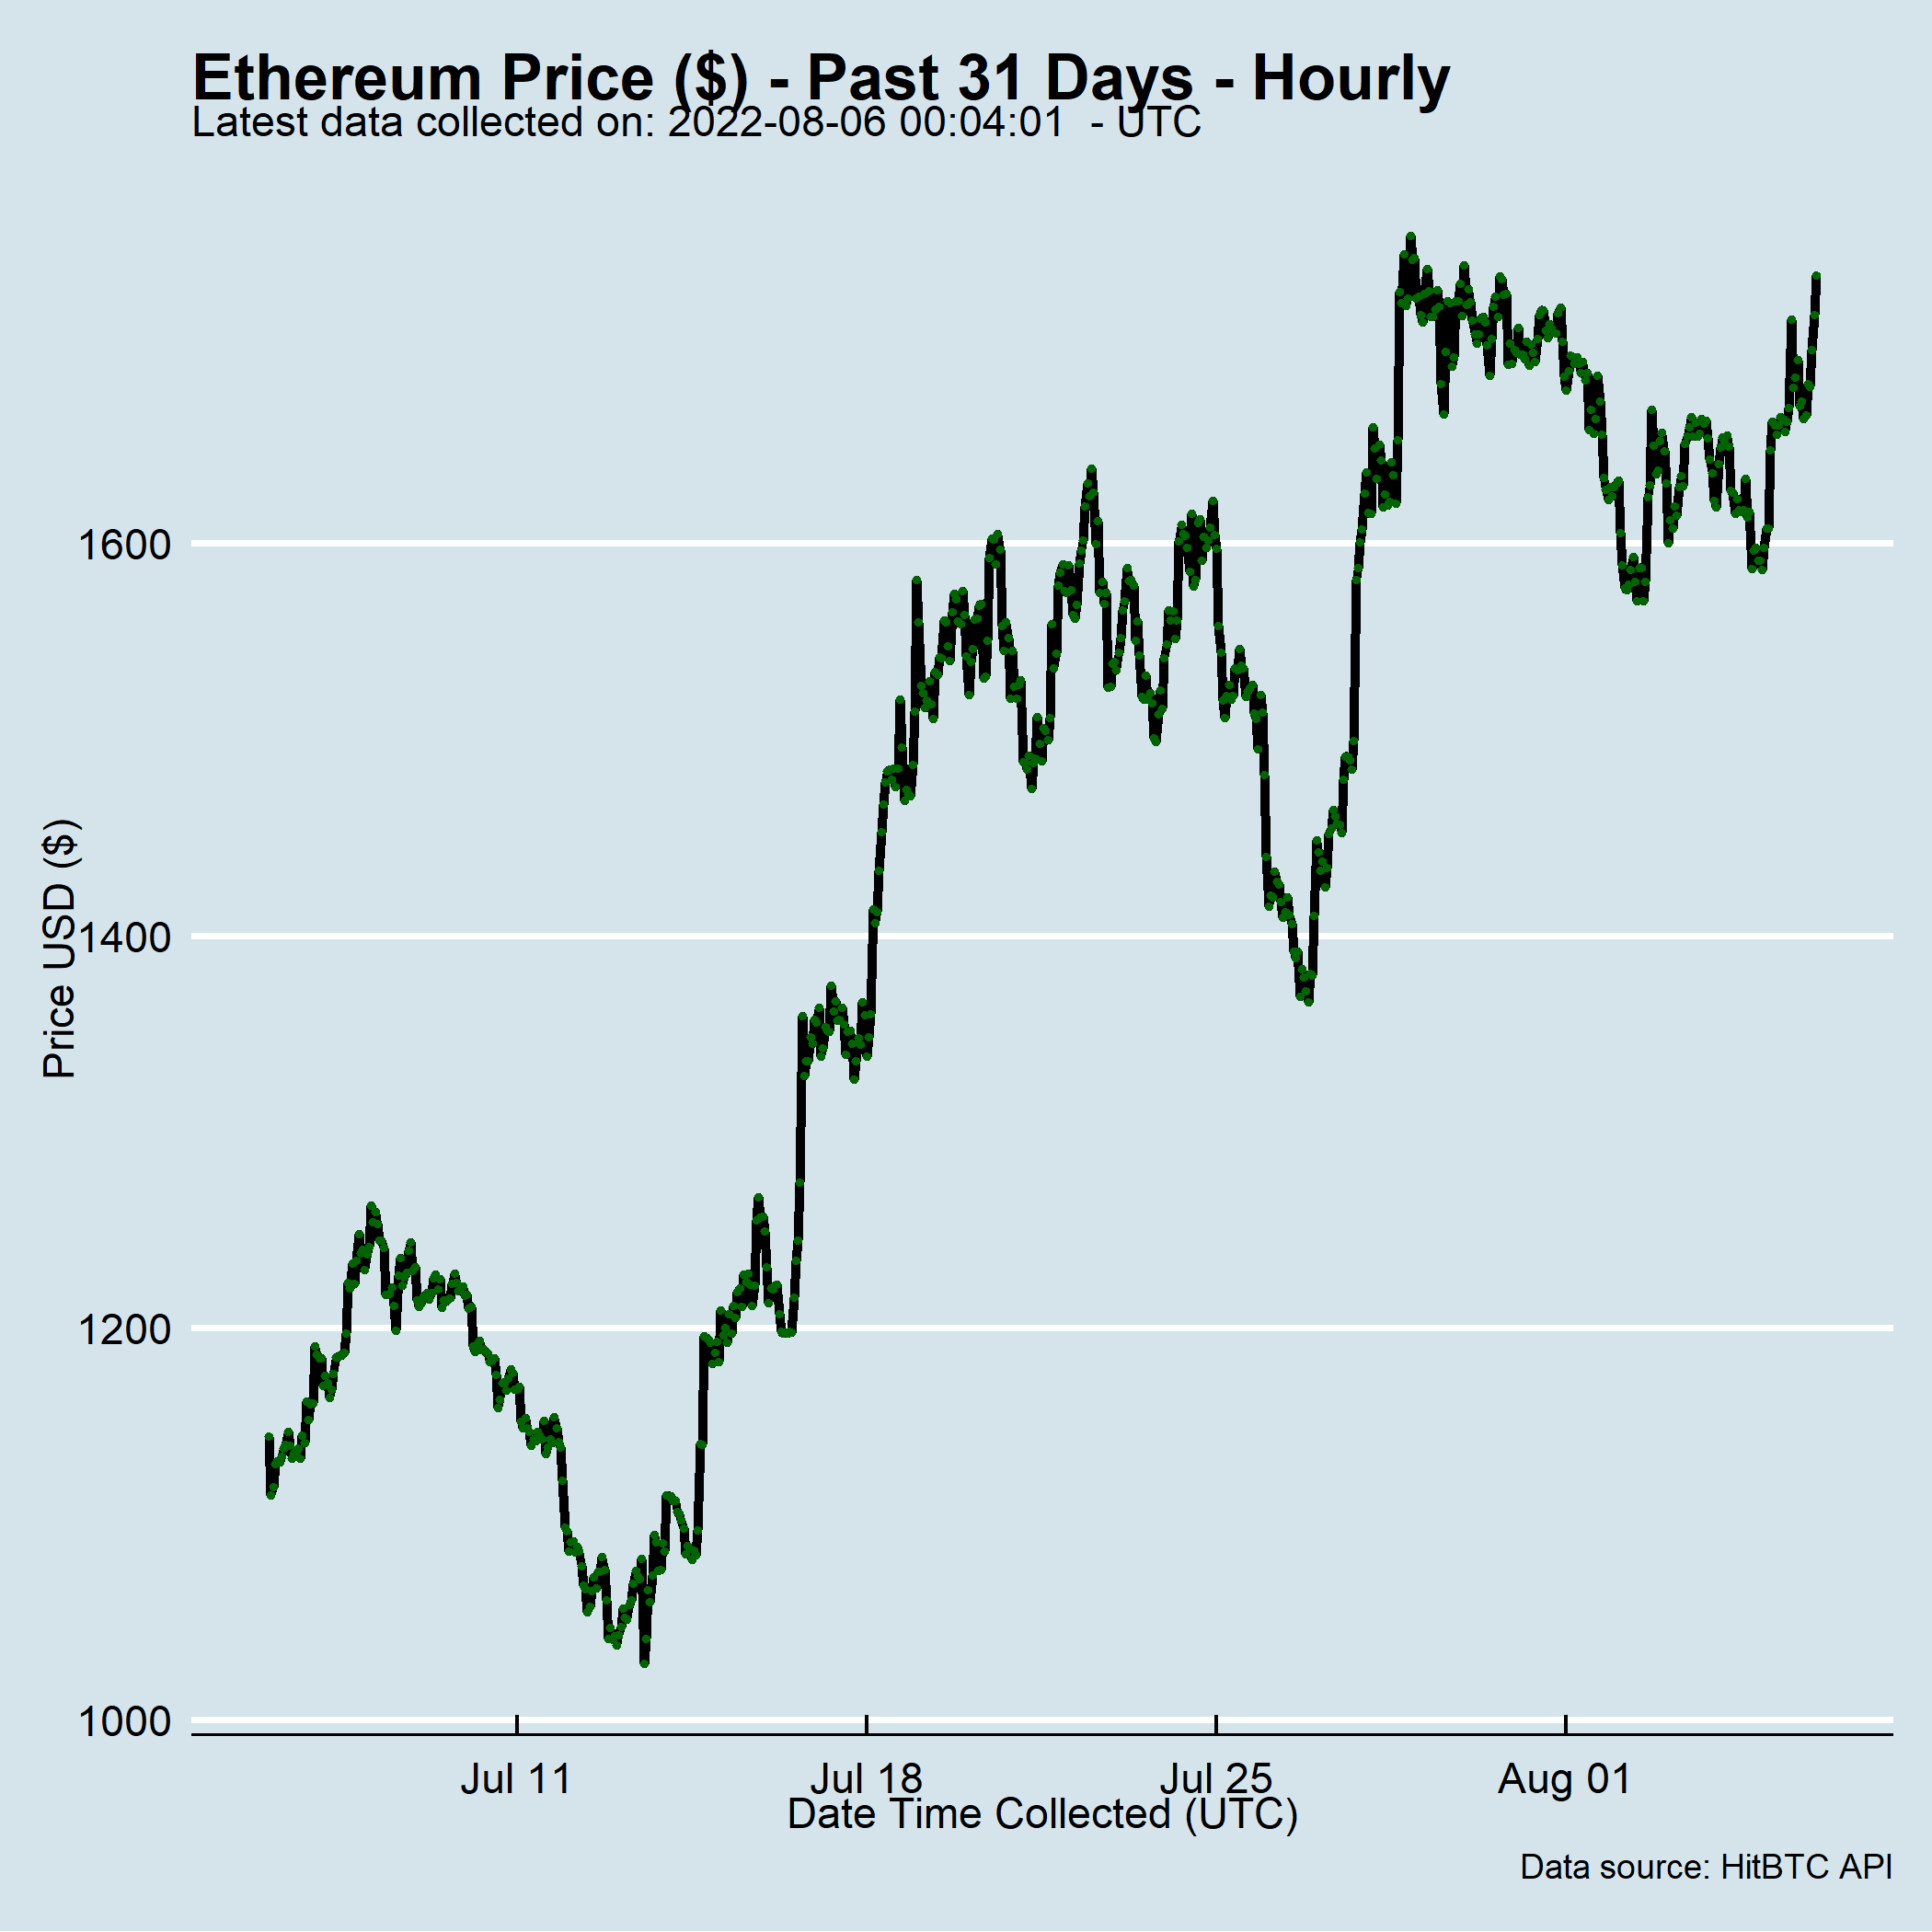 Ethereum Price ($) - Past 31 Days - Hourly
Latest data collected on: 2022-08-06 00:04:01  - UTC
Price USD ($)
1600
1400
1200
1000
Jul 11
Jul 18
Jul 25
Aug 01
Date Time Collected (UTC)
Data source: HitBTC API